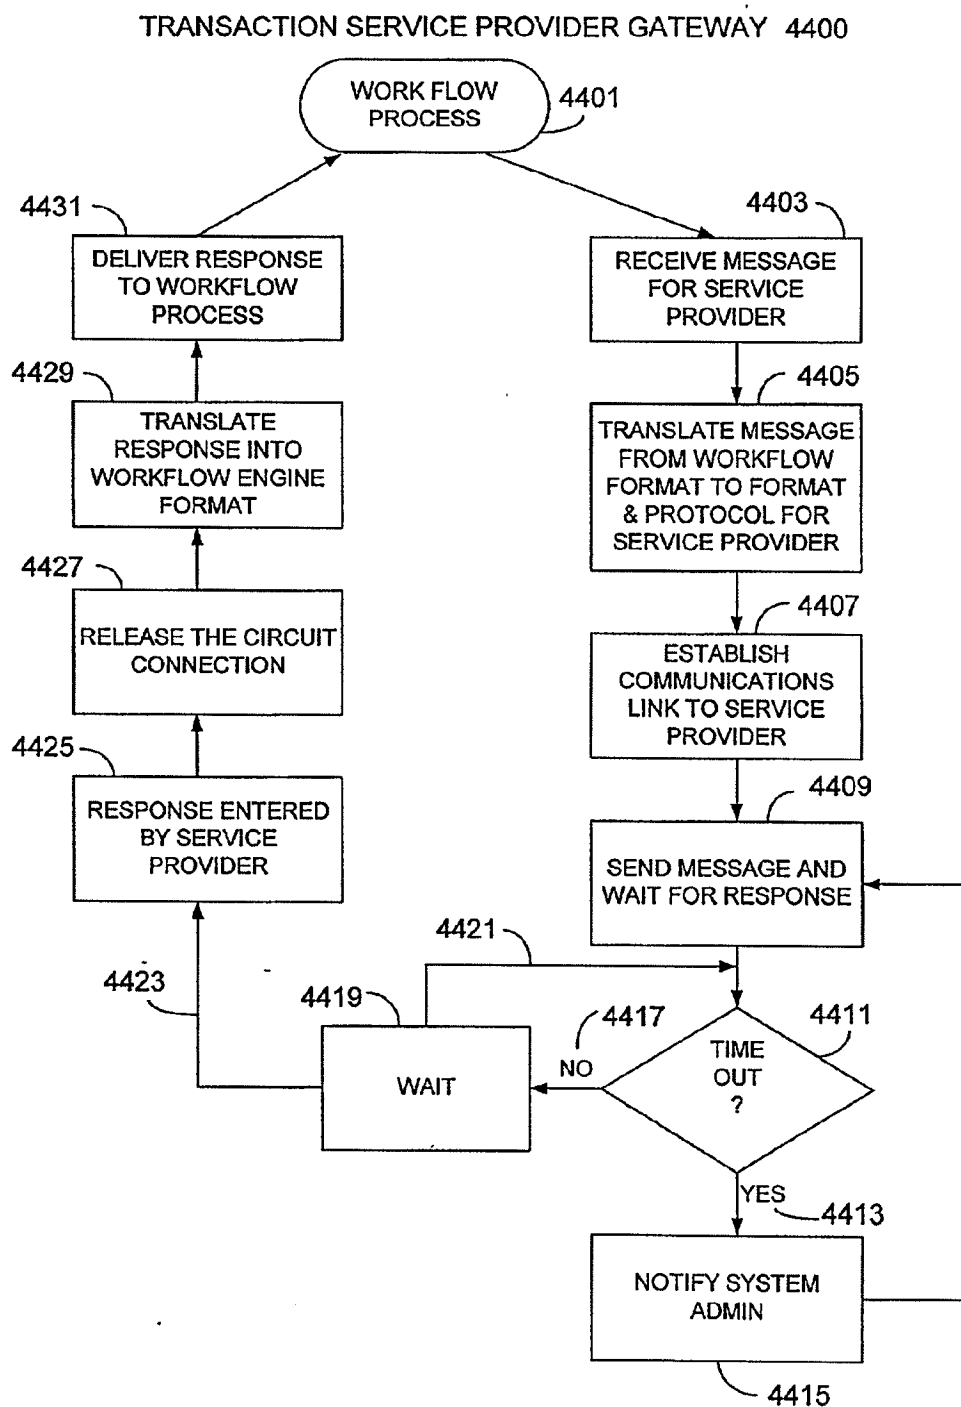 TRANSACTION SERVICE PROVIDER GATEWAY 4400
WORK FLOW
PROCESS
4401
4403
RECEIVE MESSAGE
FOR SERVICE
PROVIDER
4405
TRANSLATE MESSAGE
FROM WORKFLOW
FORMAT TO FORMAT
& PROTOCOL FOR
SERVICE PROVIDER
4407
ESTABLISH
COMMUNICATIONS
LINK TO SERVICE
PROVIDER
4409
SEND MESSAGE AND
WAIT FOR RESPONSE
4411
TIME
OUT
?
YES
4413
NOTIFY SYSTEM
ADMIN
4415
4417
NO
4419
WAIT
4421
4423
4425
RESPONSE ENTERED
BY SERVICE
PROVIDER
4427
RELEASE THE CIRCUIT
CONNECTION
4429
TRANSLATE
RESPONSE INTO
WORKFLOW ENGINE
FORMAT
4431
DELIVER RESPONSE
TO WORKFLOW
PROCESS